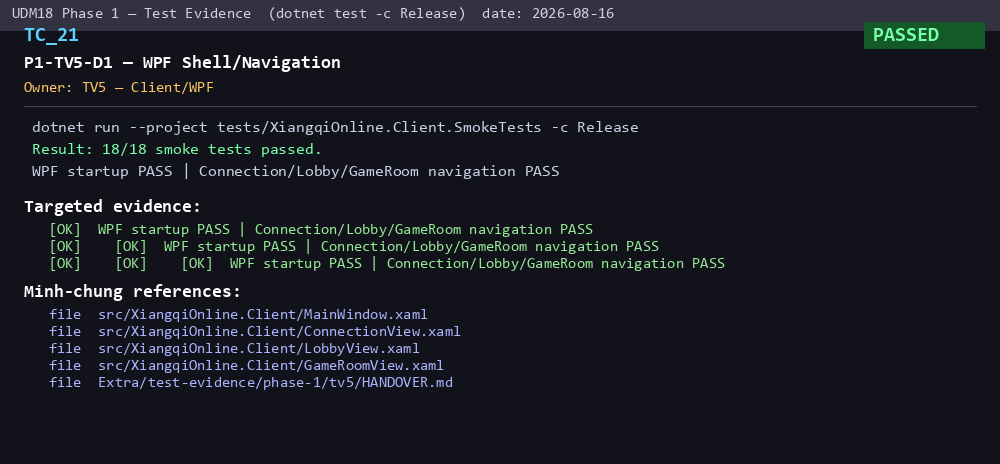 UDM18 Phase 1 — Test Evidence (dotnet test -c Release) date: 2026-08-16
TC_21
PASSED
P1-TV5-D1 — WPF Shell/Navigation
Owner: TV5 — Client/WPF
dotnet run --project tests/XiangqiOnline.Client.SmokeTests -c Release
Result: 18/18 smoke tests passed.
WPF startup PASS | Connection/Lobby/GameRoom navigation PASS
Targeted evidence:
[OK] WPF startup PASS | Connection/Lobby/GameRoom navigation PASS
[OK] [OK] WPF startup PASS | Connection/Lobby/GameRoom navigation PASS
[OK] [OK] [OK] WPF startup PASS | Connection/Lobby/GameRoom navigation PASS
Minh-chung references:
file src/XiangqiOnline.Client/MainWindow.xaml
file src/XiangqiOnline.Client/ConnectionView.xaml
file src/XiangqiOnline.Client/LobbyView.xaml
file src/XiangqiOnline.Client/GameRoomView.xaml
file Extra/test-evidence/phase-1/tv5/HANDOVER.md